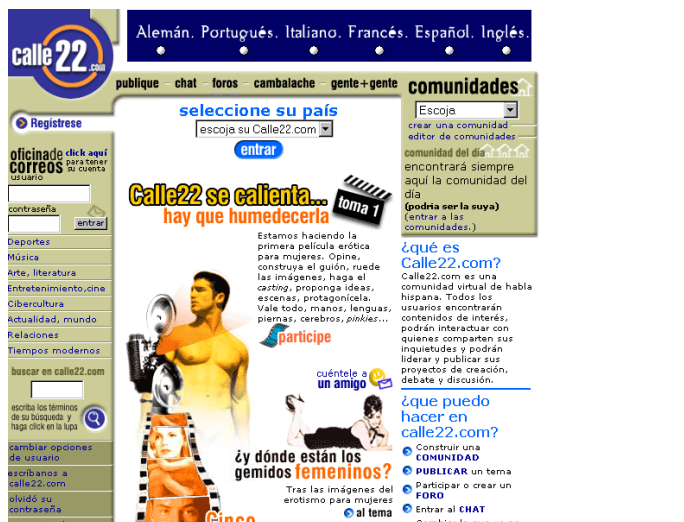 calle 22 .com
Alemán. Portugués. Italiano. Francés. Español. Inglés.
publique – chat – foros – cambalache – gente+gente
comunidades
Escoja
crear una comunidad
editor de comunidades
comunidad del día
encontrará siempre
aquí la comunidad del
día
(podria ser la suya)
(entrar a las
comunidades.)
Regístrese
oficina de
correos
click aquí
para tener
su cuenta
usuario
contraseña
entrar
Deportes
Música
Arte, literatura
Entretenimiento,cine
Cibercultura
Actualidad, mundo
Relaciones
Tiempos modernos
buscar en calle22.com
escriba los términos
de su búsqueda y
haga click en la lupa
cambiar opciones
de usuario
escríbanos a
calle22.com
olvidó su
contraseña
seleccione su país
escoja su Calle22.com
entrar
Calle22 se calienta...
hay que humedecerla
toma 1
Estamos haciendo la
primera película erótica
para mujeres. Opine,
construya el guión, ruede
las imágenes, haga el
casting, proponga ideas,
escenas, protagonícela.
Vale todo, manos, lenguas,
piernas, cerebros, pinkies...
participe
cuéntele a
un amigo
¿y dónde están los
gemidos femeninos?
Tras las imágenes del
erotismo para mujeres
al tema
Cinco
¿qué es
Calle22.com?
Calle22.com es una
comunidad virtual de habla
hispana. Todos los
usuarios encontrarán
contenidos de interés,
podrán interactuar con
quienes comparten sus
inquietudes y podrán
liderar y publicar sus
proyectos de creación,
debate y discusión.
¿que puedo
hacer en
calle22.com?
Construir una
COMUNIDAD
PUBLICAR un tema
Participar o crear un
FORO
Entrar al CHAT